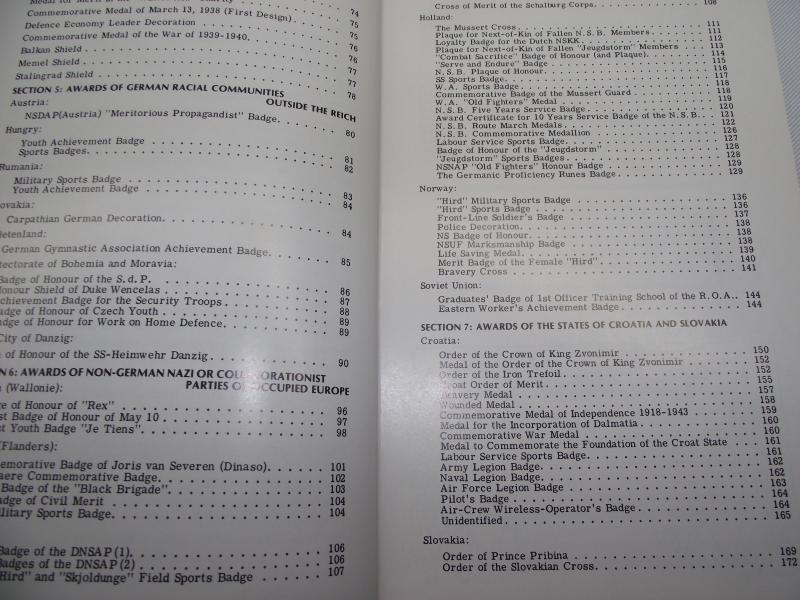 Commemorative Medal of March 13, 1938 (First Design). 74
Defence Economy Leader Decoration 75
Commemorative Medal of the War of 1939-1940. 75
Balkan Shield 76
Memel Shield 76
Stalingrad Shield 77
77
SECTION 5: AWARDS OF GERMAN RACIAL COMMUNITIES 78
OUTSIDE THE REICH
Austria:
NSDAP(Austria) "Meritorious Propagandist" Badge. 80
Hungry:
Youth Achievement Badge 81
Sports Badges. 82
Rumania:
Military Sports Badge 83
Youth Achievement Badge 84
lovakia:
Carpathian German Decoration. 84
etenland:
German Gymnastic Association Achievement Badge. 85
tectorate of Bohemia and Moravia:
Badge of Honour of the S.d.P. 86
Honour Shield of Duke Wencelas 87
chievement Badge for the Security Troops 88
dge of Honour of Czech Youth 89
dge of Honour for Work on Home Defence. 89
City of Danzig:
of Honour of the SS-Heimwehr Danzig. 90
N 6: AWARDS OF NON-GERMAN NAZI OR COLLABORATIONIST
PARTIES OF OCCUPIED EUROPE
(Wallonie):
e of Honour of "Rex" 96
st Badge of Honour of May 10 97
t Youth Badge "Je Tiens". 98
(Flanders):
emorative Badge of Joris van Severen (Dinaso). 101
aere Commemorative Badge. 102
Badge of the "Black Brigade". 103
adge of Civil Merit 104
ilitary Sports Badge. 104
Badge of the DNSAP (1). 106
Badges of the DNSAP (2) 106
Hird" and "Skjoldunge" Field Sports Badge 107
Cross of Merit of the Schalburg Corps. 108
Holland:
The Mussert Cross 111
Plaque for Next-of-Kin of Fallen N.S.B. Members 111
Loyalty Badge for the Dutch NSKK 112
Plaque for Next-of-Kin of Fallen "Jeugdstorm" Members 113
"Combat Sacrifice" Badge of Honour (and Plaque). 114
"Serve and Endure" Badge 115
N.S.B. Plaque of Honour. 116
SS Sports Badge. 117
W.A. Sports Badge. 118
Commemorative Badge of the Mussert Guard 118
W.A. "Old Fighters" Medal 119
N.S.B. Five Years Service Badge 120
Award Certificate for 10 Years Service Badge of the N.S.B. 121
N.S.B. Route March Medals. 122
N.S.B. Commemorative Medallion 126
Labour Service Sports Badge. 127
Badge of Honour of the "Jeugdstorm" 128
"Jeugdstorm" Sports Badges 128
NSNAP "Old Fighters" Honour Badge 129
The Germanic Proficiency Runes Badge 129
Norway:
"Hird" Military Sports Badge 136
"Hird" Sports Badge 136
Front-Line Soldier's Badge 137
Police Decoration. 138
NS Badge of Honour. 138
NSUF Marksmanship Badge 138
Life Saving Medal. 139
Merit Badge of the Female "Hird" 140
Bravery Cross 141
Soviet Union:
Graduates' Badge of 1st Officer Training School of the R.O.A.. 144
Eastern Worker's Achievement Badge 144
SECTION 7: AWARDS OF THE STATES OF CROATIA AND SLOVAKIA
Croatia:
Order of the Crown of King Zvonimir 150
Medal of the Order of the Crown of King Zvonimir 152
Order of the Iron Trefoil. 152
Croat Order of Merit. 155
Bravery Medal 157
Wounded Medal 158
Commemorative Medal of Independence 1918-1943 159
Medal for the Incorporation of Dalmatia. 160
Commemorative War Medal 160
Medal to Commemorate the Foundation of the Croat State 161
Labour Service Sports Badge. 161
Army Legion Badge. 162
Naval Legion Badge. 162
Air Force Legion Badge 163
Pilot's Badge 164
Air-Crew Wireless-Operator's Badge. 164
Unidentified 165
Slovakia:
Order of Prince Pribina 169
Order of the Slovakian Cross. 172